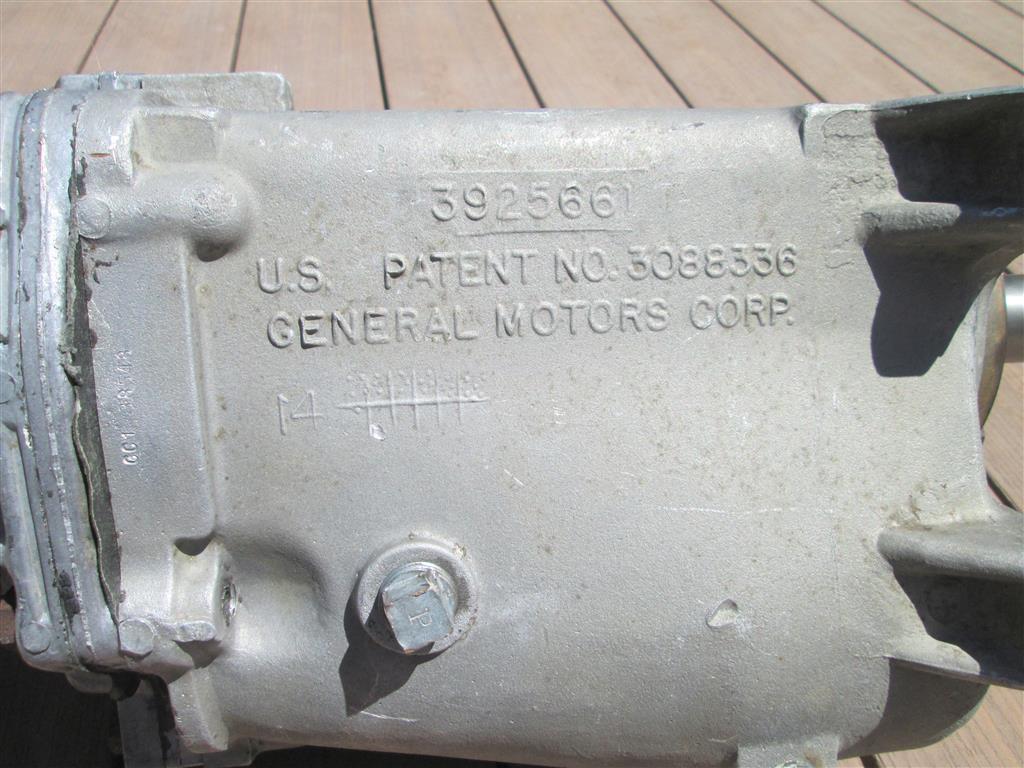 3925661
U.S. PATENT NO. 3088336
GENERAL MOTORS CORP.
14
P